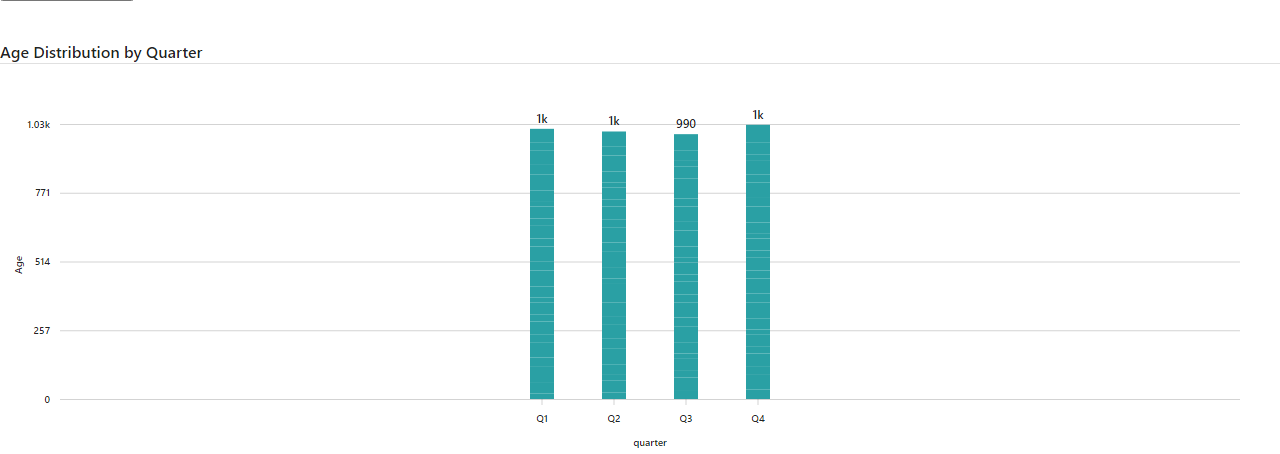 Age Distribution by Quarter
1k
1k
990
1k
1.03k
771
514
257
0
Age
Q1
Q2
Q3
Q4
quarter